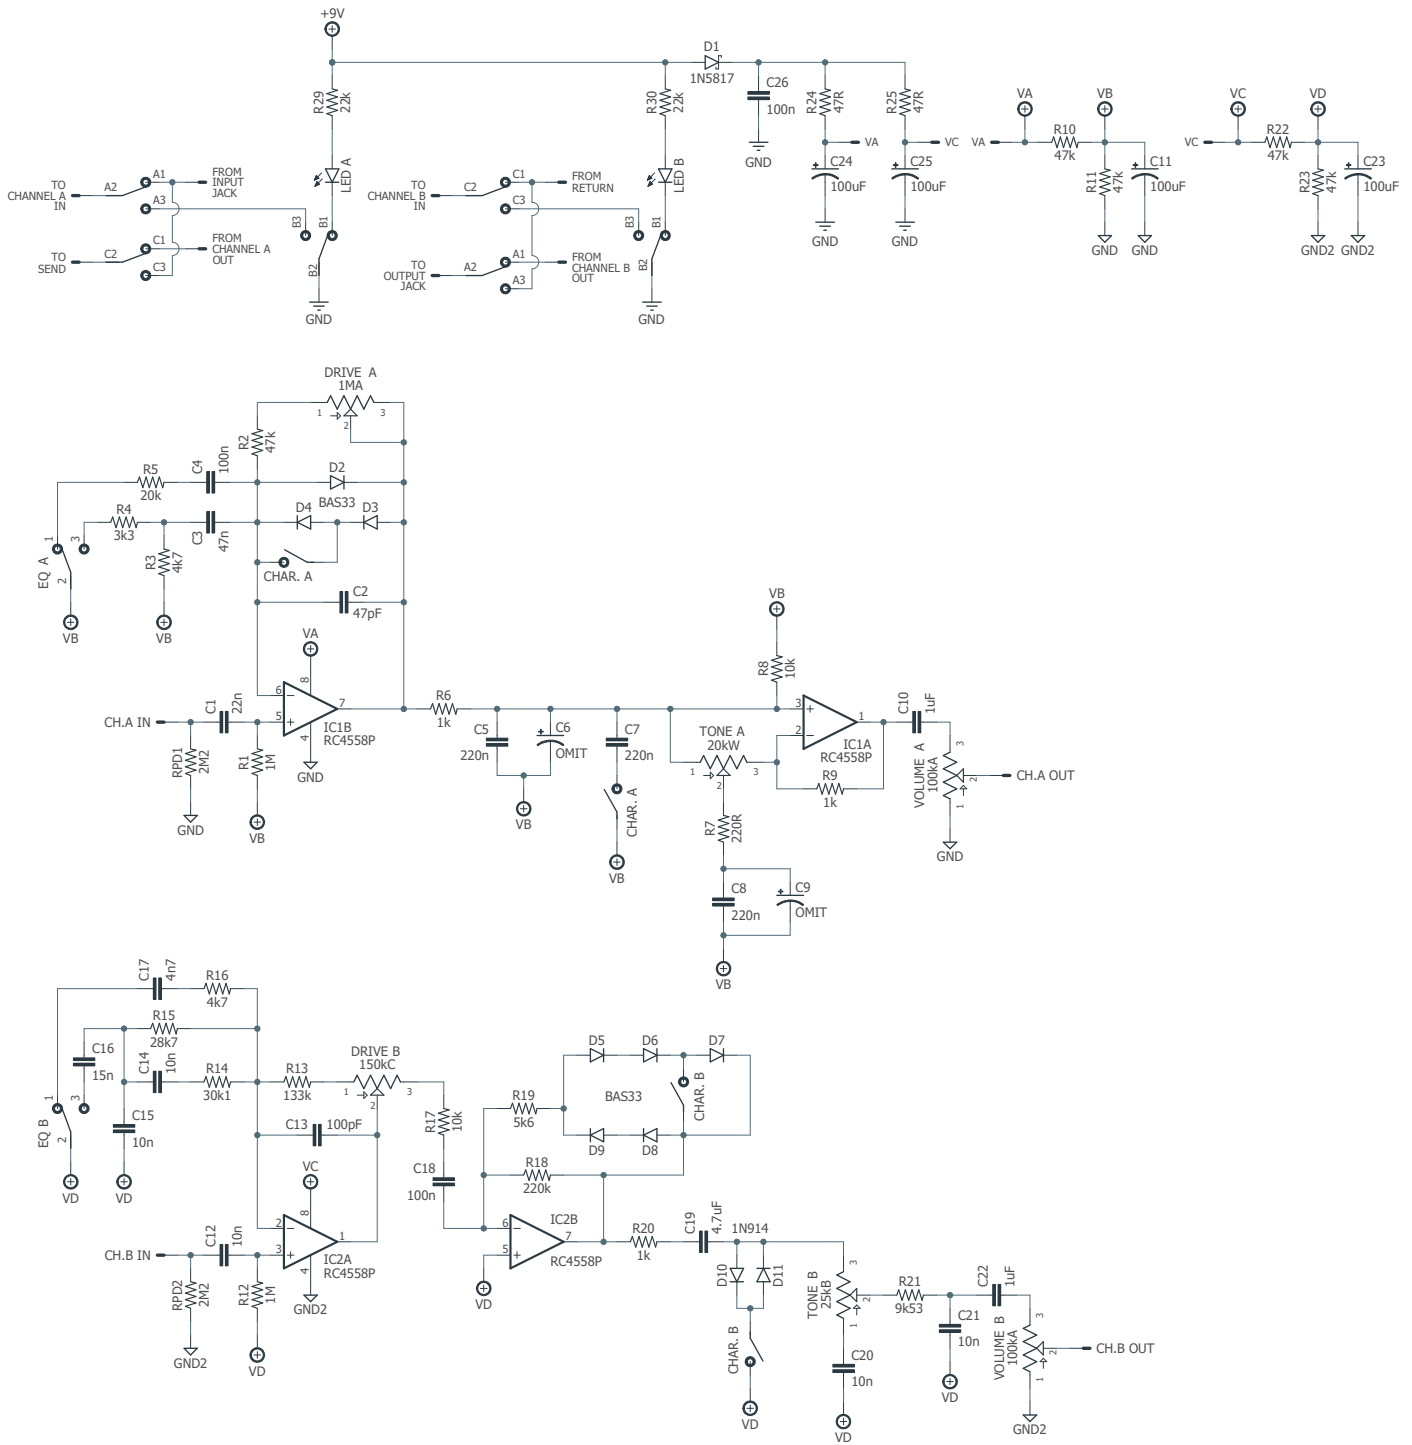 +9V
D1
1N5817
R29
22k
R30
22k
C26
100n
GND
R24
47R
R25
47R
VA
VC
C24
100uF
C25
100uF
GND
GND
VA
VA
R10
47k
VB
R11
47k
C11
100uF
GND
GND
VC
VC
R22
47k
VD
R23
47k
C23
100uF
GND2
GND2
TO
CHANNEL A
IN
A2
A1
A3
FROM
INPUT
JACK
TO
SEND
C2
C1
C3
FROM
CHANNEL A
OUT
LED A
B3
B1
B2
GND
TO
CHANNEL B
IN
C2
C1
C3
FROM
RETURN
TO
OUTPUT
JACK
A2
A1
A3
FROM
CHANNEL B
OUT
LED B
B3
B1
B2
GND
DRIVE A
1MA
1
2
3
R2
47k
R5
20k
C4
100n
D2
BAS33
R4
3k3
R3
4k7
C3
47n
D4
D3
CHAR. A
EQ A
1
3
2
VB
VB
C2
47pF
VA
8
6
5
7
4
IC1B
RC4558P
GND
CH.A IN
C1
22n
RPD1
2M2
GND
R1
1M
VB
R6
1k
C5
220n
C6
OMIT
VB
C7
220n
CHAR. A
VB
VB
R8
10k
TONE A
20kW
1
2
3
R7
220R
C8
220n
C9
OMIT
VB
3
2
1
IC1A
RC4558P
R9
1k
C10
1uF
VOLUME A
100kA
3
2
1
CH.A OUT
GND
C17
4n7
R16
4k7
R15
28k7
C16
15n
C14
10n
R14
30k1
C15
10n
EQ B
1
3
2
VD
VD
R13
133k
DRIVE B
150kC
1
2
3
C13
100pF
VC
8
2
3
1
4
IC2A
RC4558P
GND2
CH.B IN
C12
10n
RPD2
2M2
GND2
R12
1M
VD
R17
10k
C18
100n
R19
5k6
D5
D6
D7
BAS33
CHAR. B
D9
D8
R18
220k
6
5
7
IC2B
RC4558P
VD
R20
1k
C19
4.7uF
1N914
D10
D11
CHAR. B
VD
TONE B
25kB
3
2
1
C20
10n
VD
R21
9k53
C21
10n
VD
C22
1uF
VOLUME B
100kA
3
2
1
CH.B OUT
GND2